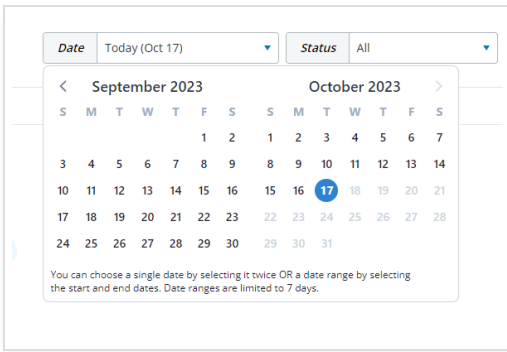 Date Today (Oct 17) Status All
September 2023 October 2023
S M T W T F S S M T W T F S
1 2 1 2 3 4 5 6 7
3 4 5 6 7 8 9 8 9 10 11 12 13 14
10 11 12 13 14 15 16 15 16 17 18 19 20 21
17 18 19 20 21 22 23 22 23 24 25 26 27 28
24 25 26 27 28 29 30 29 30 31
You can choose a single date by selecting it twice OR a date range by selecting
the start and end dates. Date ranges are limited to 7 days.